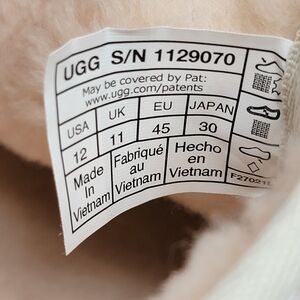 UGG S/N 1129070
May be covered by Pat:
www.ugg.com/patents
USA UK EU JAPAN
12 11 45 30
Made In Vietnam
Fabriqué au Vietnam
Hecho en Vietnam